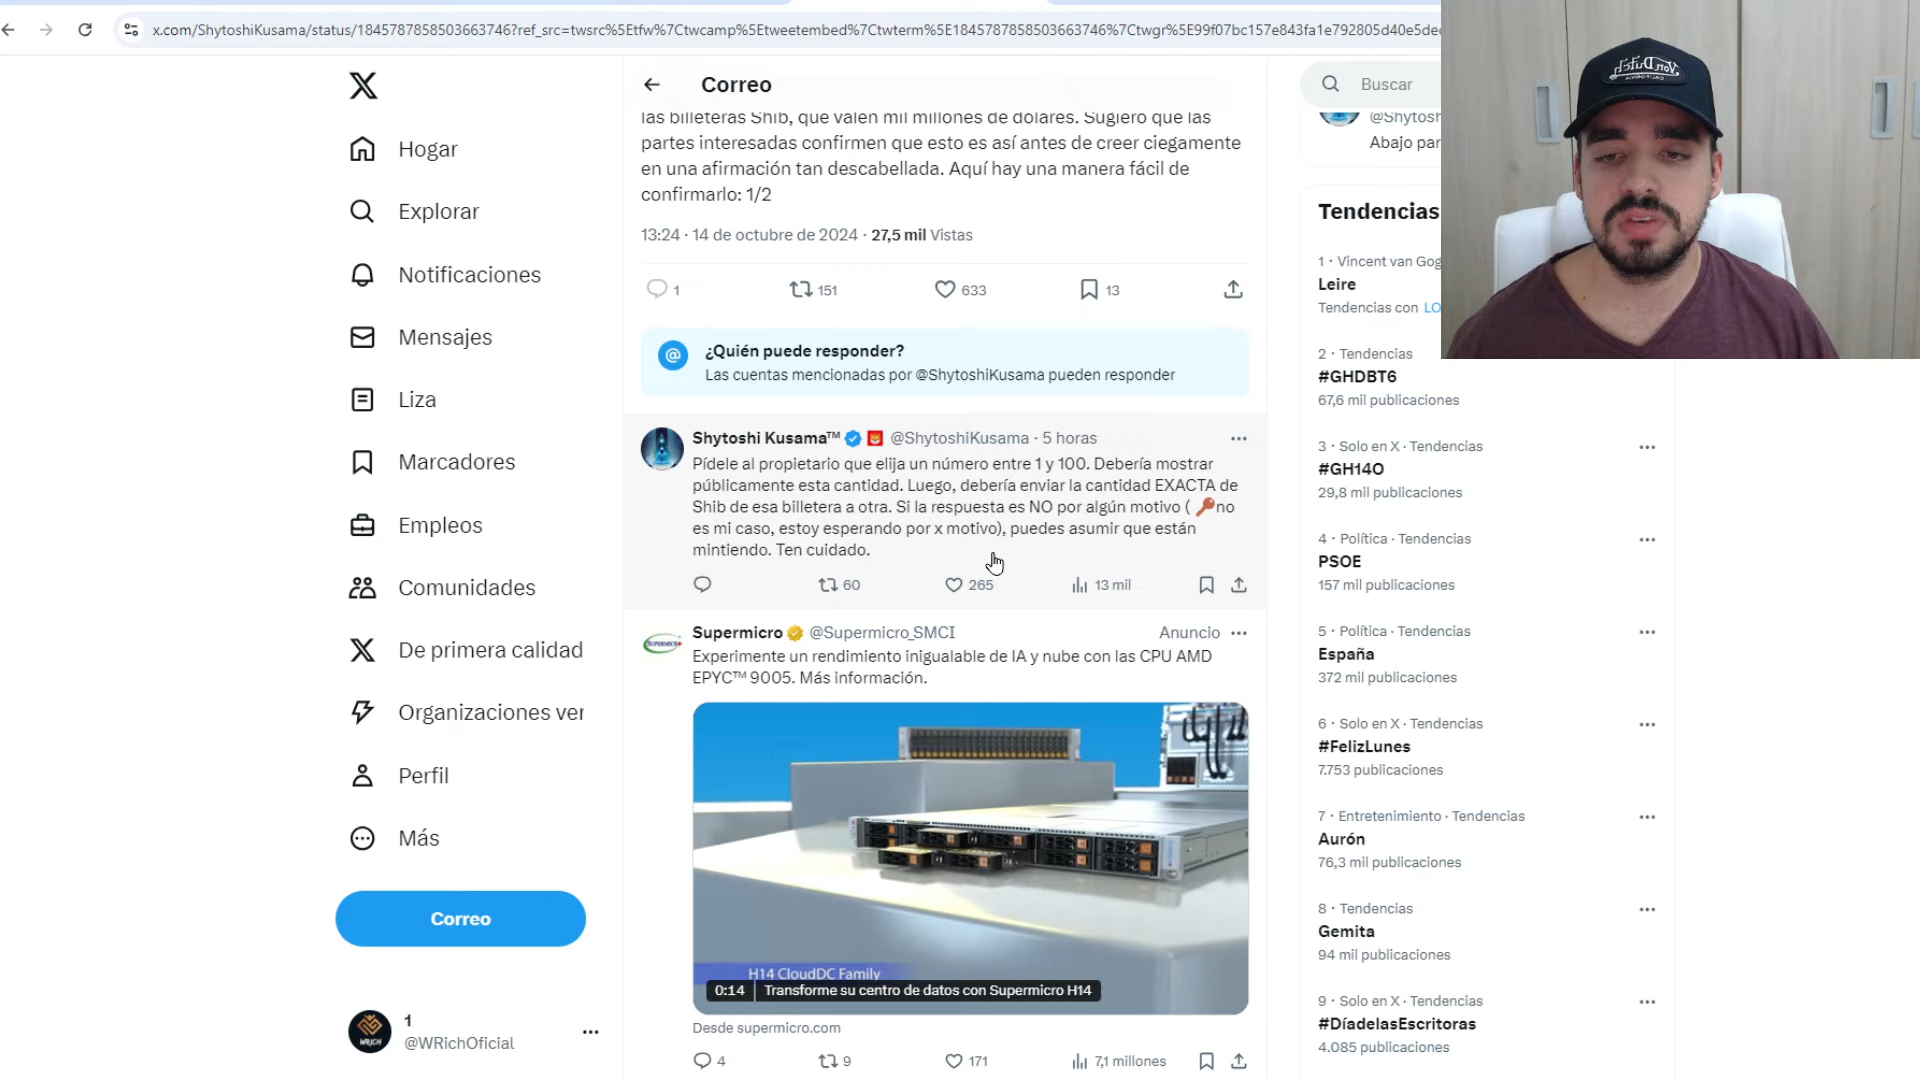 x.com/ShytoshiKusama/status/1845787858503663746?ref_src=twsrc%5Etfw%7Ctwcamp%5Etweetembed%7Ctwterm%5E1845787858503663746%7Ctwgr%5E99f07bc157e843fa1e792805d40e5dec
Hogar
Explorar
Notificaciones
Mensajes
Liza
Marcadores
Empleos
Comunidades
De primera calidad
Organizaciones ver
Perfil
Más
Correo
1
@WRichOficial
Correo
las billeteras Shib, que valen mil millones de dólares. Sugiero que las
partes interesadas confirmen que esto es así antes de creer ciegamente
en una afirmación tan descabellada. Aquí hay una manera fácil de
confirmarlo: 1/2
13:24 · 14 de octubre de 2024 · 27,5 mil Vistas
1 151 633 13
¿Quién puede responder?
Las cuentas mencionadas por @ShytoshiKusama pueden responder
Shytoshi Kusama™ @ShytoshiKusama · 5 horas
Pídele al propietario que elija un número entre 1 y 100. Debería mostrar
públicamente esta cantidad. Luego, debería enviar la cantidad EXACTA de
Shib de esa billetera a otra. Si la respuesta es NO por algún motivo ( no
es mi caso, estoy esperando por x motivo), puedes asumir que están
mintiendo. Ten cuidado.
60 265 13 mil
Supermicro @Supermicro_SMCI Anuncio
Experimente un rendimiento inigualable de IA y nube con las CPU AMD
EPYC™ 9005. Más información.
H14 CloudDC Family
0:14 Transforme su centro de datos con Supermicro H14
Desde supermicro.com
4 9 171 7,1 millones
Buscar
@Shytosh
Abajo par
Tendencias
1 · Vincent van Gog
Leire
Tendencias con LO
2 · Tendencias
#GHDBT6
67,6 mil publicaciones
3 · Solo en X · Tendencias
#GH14O
29,8 mil publicaciones
4 · Política · Tendencias
PSOE
157 mil publicaciones
5 · Política · Tendencias
España
372 mil publicaciones
6 · Solo en X · Tendencias
#FelizLunes
7.753 publicaciones
7 · Entretenimiento · Tendencias
Aurón
76,3 mil publicaciones
8 · Tendencias
Gemita
94 mil publicaciones
9 · Solo en X · Tendencias
#DíadelasEscritoras
4.085 publicaciones
Von Dutch